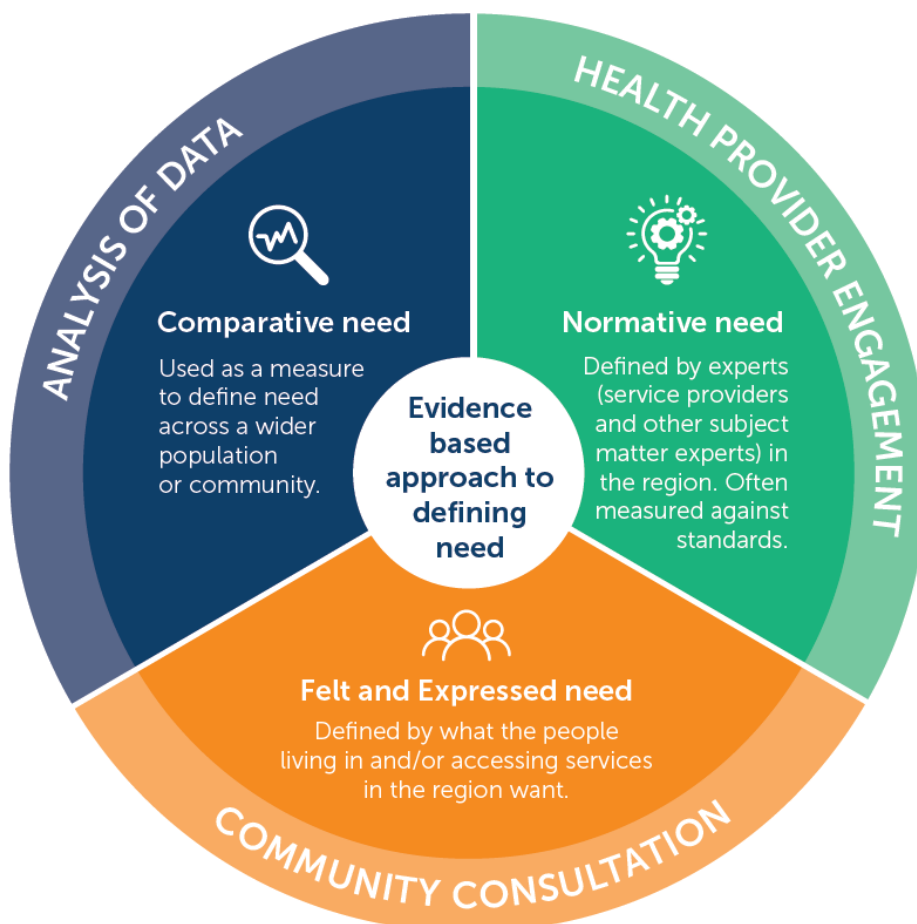 ANALYSIS OF DATA
Comparative need
Used as a measure
to define need
across a wider
population
or community.
HEALTH PROVIDER ENGAGEMENT
Normative need
Defined by experts
(service providers
and other subject
matter experts) in
the region. Often
measured against
standards.
Evidence
based
approach to
defining
need
Felt and Expressed need
Defined by what the people
living in and/or accessing services
in the region want.
COMMUNITY CONSULTATION